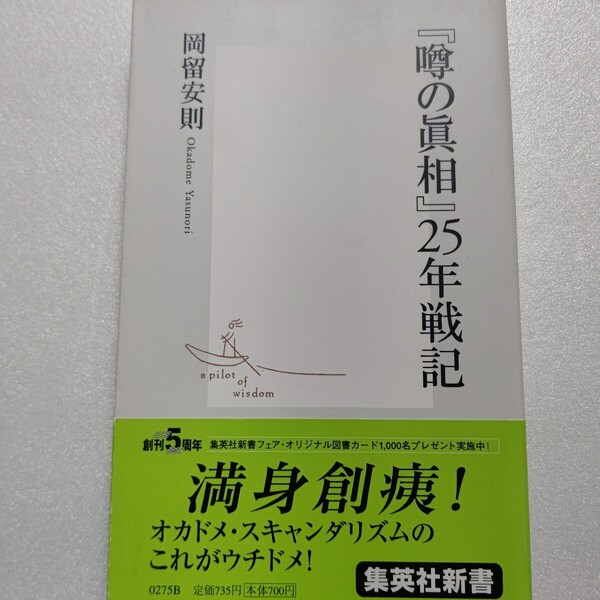 『噂の眞相』25年戦記
岡留安則
Okadome Yasunori
a pilot
of
wisdom
創刊5周年
集英社新書フェア・オリジナル図書カード1,000名プレゼント実施中！
満身創痍！
オカドメ・スキャンダリズムの
これがウチドメ！
0275B 定価735円 本体700円
集英社新書